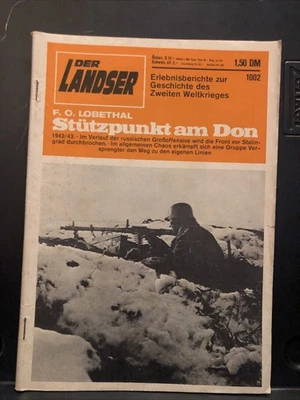 DER
LANDSER
1,50 DM
1002
Erlebnisberichte zur
Geschichte des
Zweiten Weltkrieges
F. C. LOBETHAL
Stützpunkt am Don
1942/43 - Im Verlauf der russischen Großoffensive wird die Front vor Stalin-
grad durchbrochen. - Im allgemeinen Chaos erkämpft sich eine Gruppe Ver-
sprengter den Weg zu den eigenen Linien